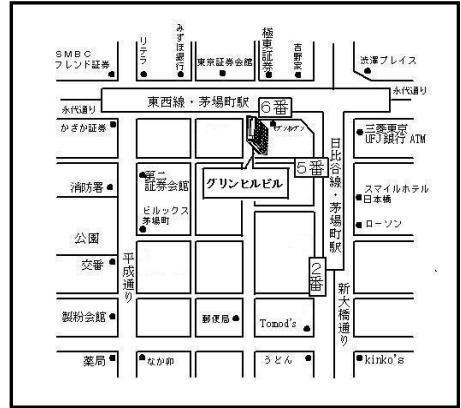 SMBC
フレンド証券
リテラ
みずほ銀行
東京証券会館
極東証券
吉野家
渋澤プレイス
永代通り
永代通り
東西線・茅場町駅
6番
かざか証券
5番
日比谷線・茅場町駅
三菱東京
UFJ銀行 ATM
消防署
第一
証券会館
グリンヒルビル
スマイルホテル
日本橋
ビルックス
茅場町
ローソン
公園
交番
平成通り
2番
新大橋通り
製粉会館
郵便局
Tomod's
薬局
なか卯
うどん
kinko's